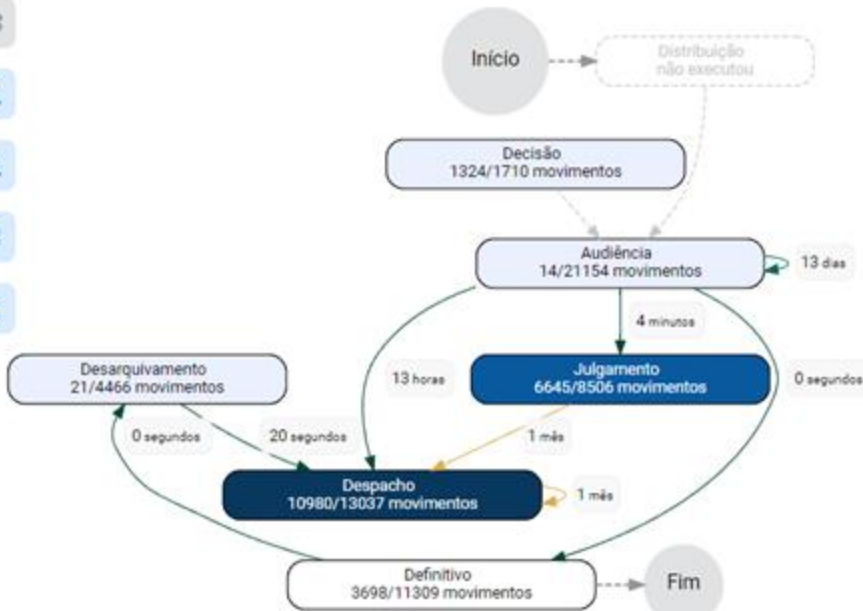 Início
Distribuição
não executou
Decisão
1324/1710 movimentos
Audiência
14/21154 movimentos
13 dias
4 minutos
Desarquivamento
21/4466 movimentos
13 horas
Julgamento
6645/8506 movimentos
0 segundos
0 segundos
20 segundos
1 mês
Despacho
10980/13037 movimentos
1 mês
Definitivo
3698/11309 movimentos
Fim